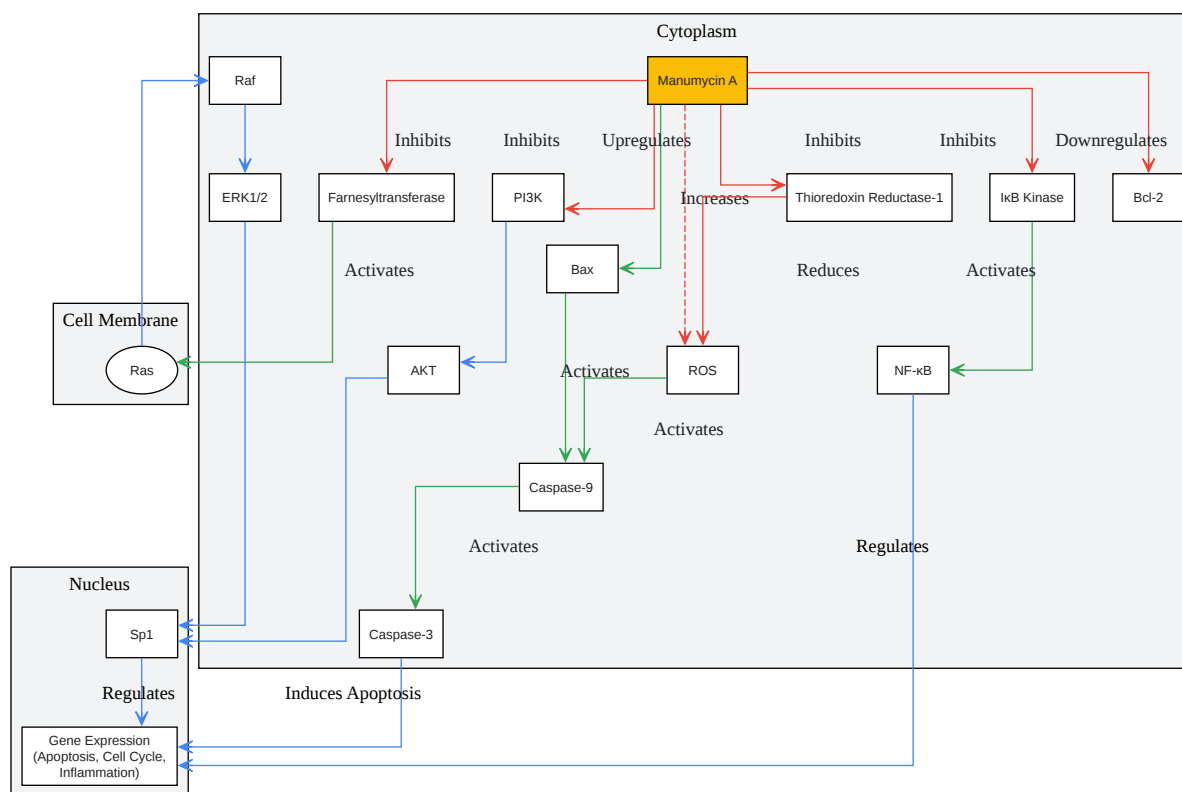 Cytoplasm
Raf
Manumycin A
Inhibits
Inhibits
Upregulates
Inhibits
Inhibits
Downregulates
ERK1/2
Farnesyltransferase
PI3K
Increases
Thioredoxin Reductase-1
IκB Kinase
Bcl-2
Activates
Bax
Reduces
Activates
Cell Membrane
Ras
AKT
Activates
ROS
NF-κB
Activates
Caspase-9
Activates
Regulates
Nucleus
Sp1
Caspase-3
Regulates
Induces Apoptosis
Gene Expression
(Apoptosis, Cell Cycle,
Inflammation)